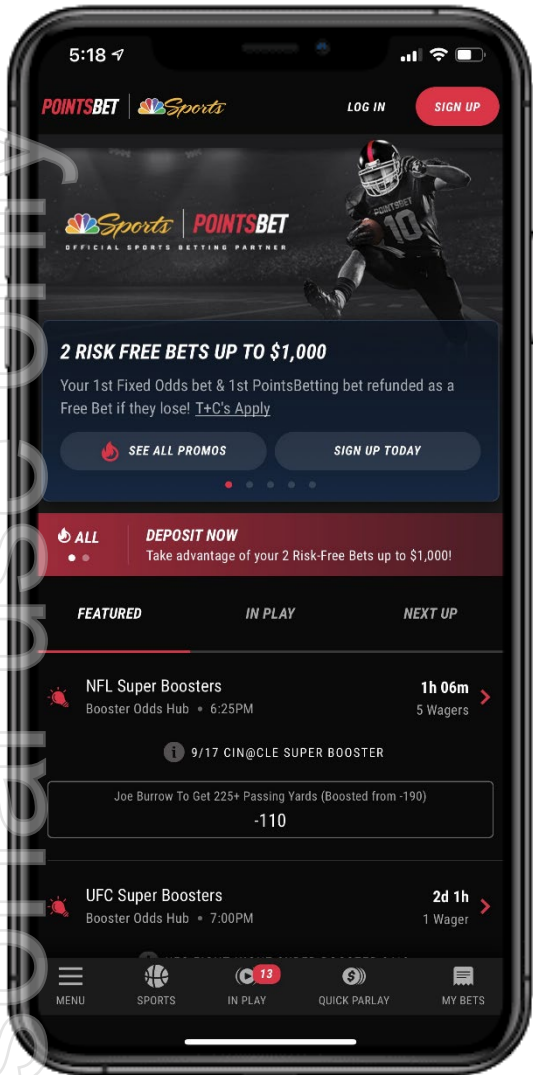 5:18
POINTSBET Sports LOG IN SIGN UP
Sports POINTSBET
OFFICIAL SPORTS BETTING PARTNER
POINTSBET
10
2 RISK FREE BETS UP TO $1,000
Your 1st Fixed Odds bet & 1st PointsBetting bet refunded as a
Free Bet if they lose! T+C's Apply
SEE ALL PROMOS SIGN UP TODAY
ALL DEPOSIT NOW
Take advantage of your 2 Risk-Free Bets up to $1,000!
FEATURED IN PLAY NEXT UP
NFL Super Boosters 1h 06m
Booster Odds Hub • 6:25PM 5 Wagers
i 9/17 CIN@CLE SUPER BOOSTER
Joe Burrow To Get 225+ Passing Yards (Boosted from -190)
-110
UFC Super Boosters 2d 1h
Booster Odds Hub • 7:00PM 1 Wager
13
MENU SPORTS IN PLAY QUICK PARLAY MY BETS
sonal use only